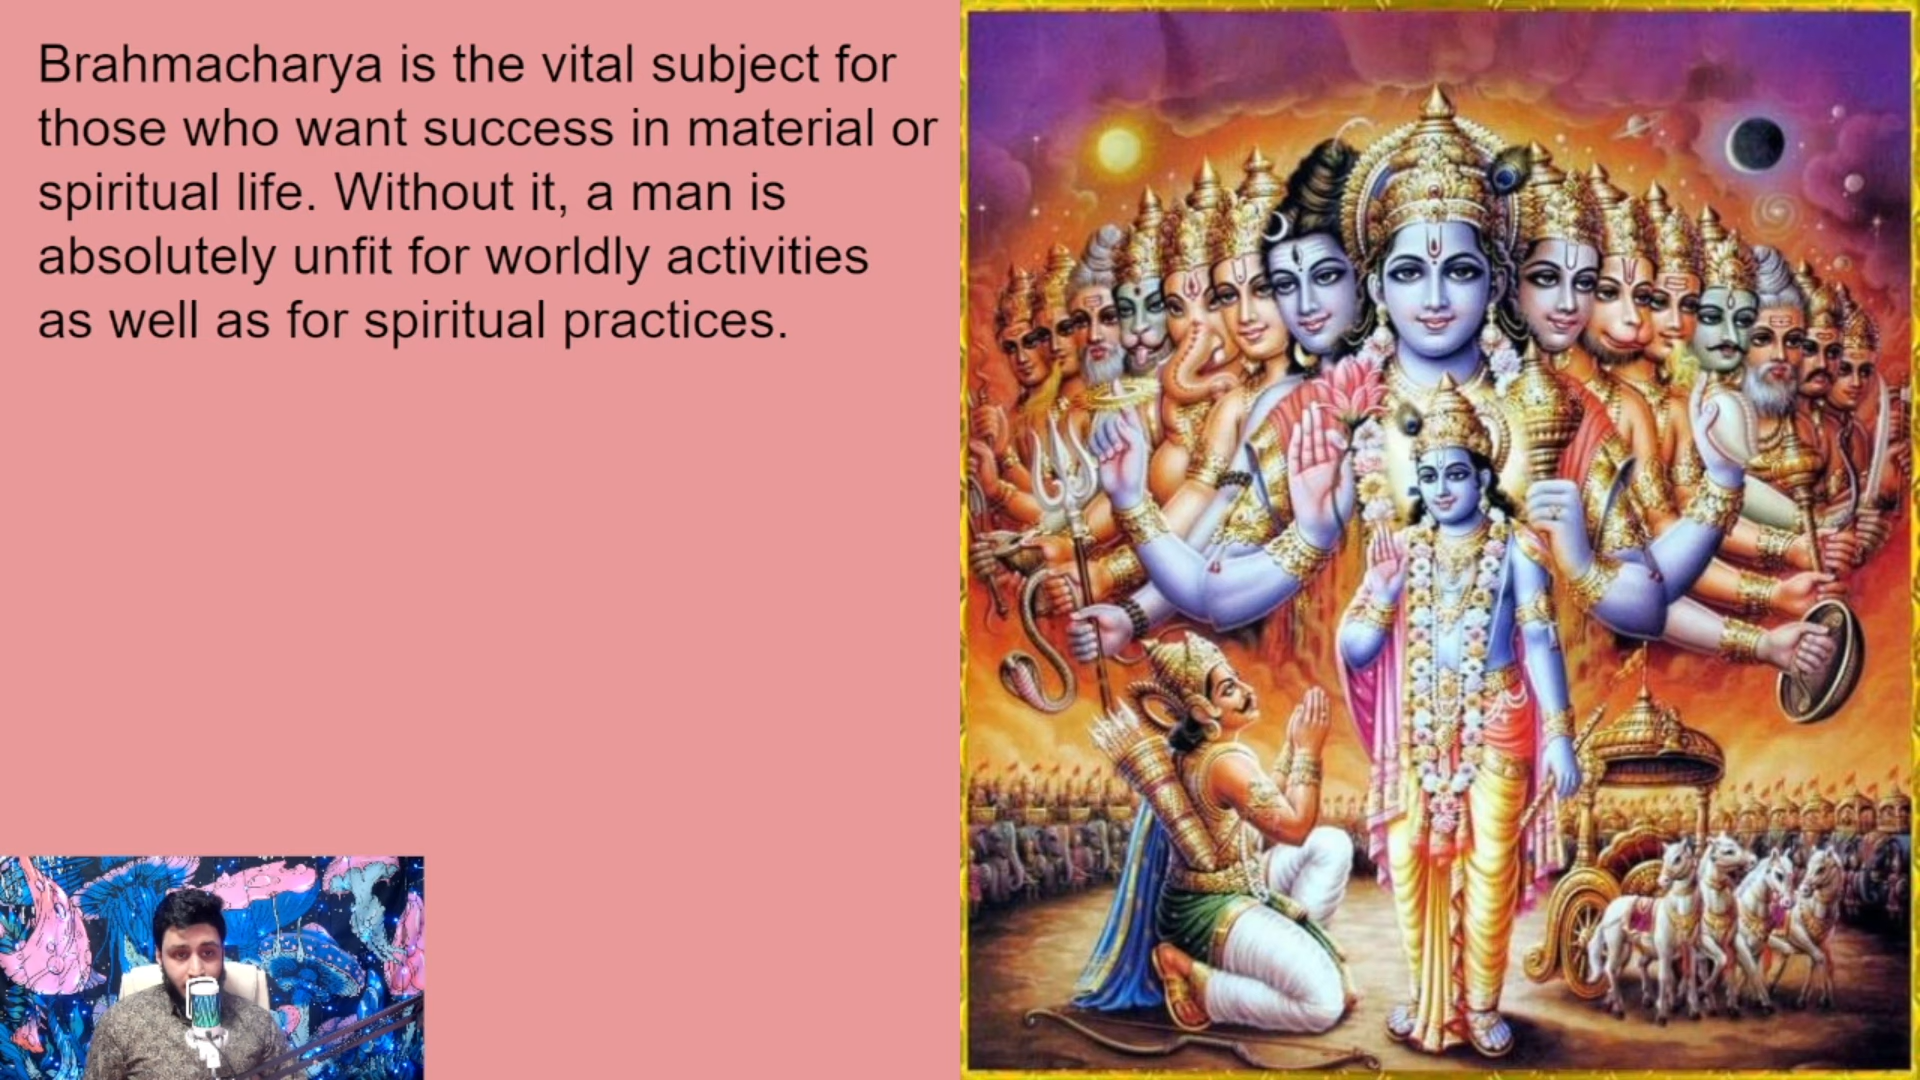 Brahmacharya is the vital subject for
those who want success in material or
spiritual life. Without it, a man is
absolutely unfit for worldly activities
as well as for spiritual practices.